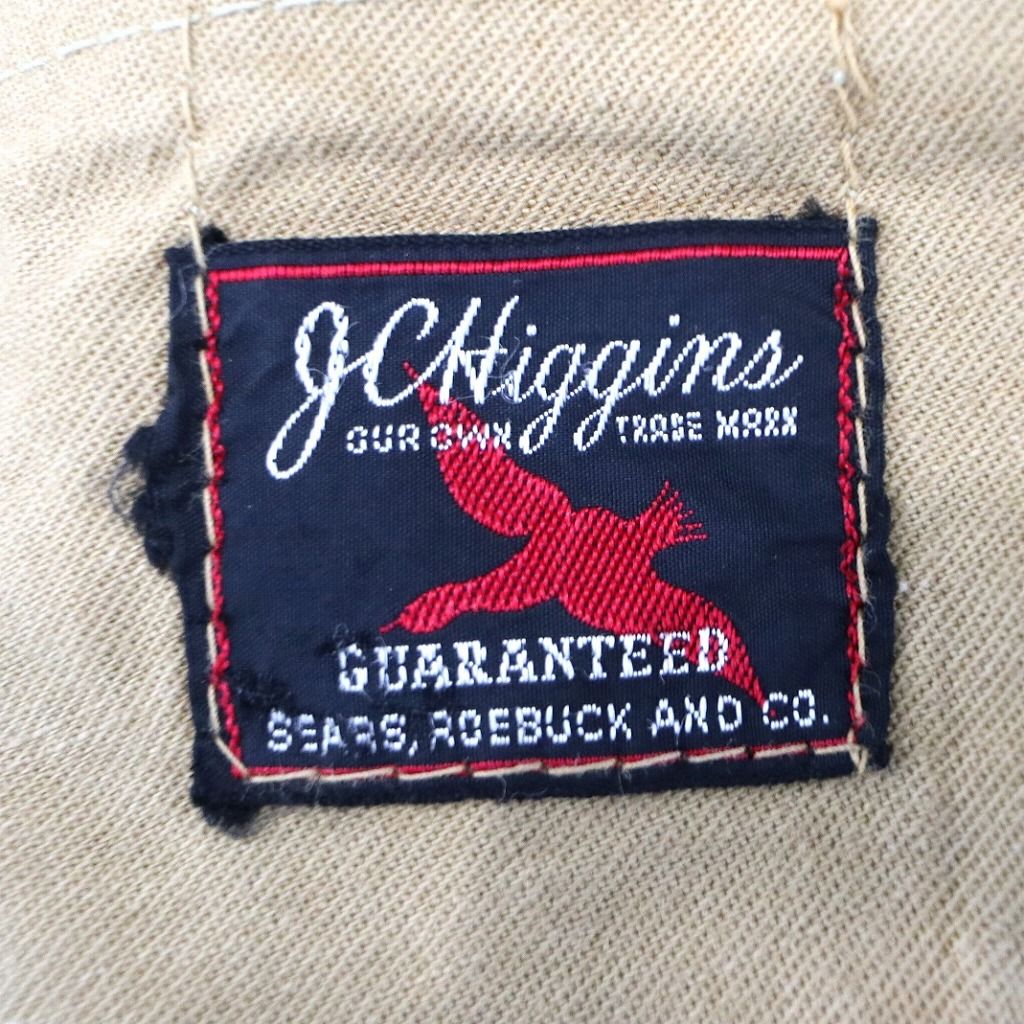 JCHiggins
OUR OWN TRADE MARK
GUARANTEED
SEARS, ROEBUCK AND CO.